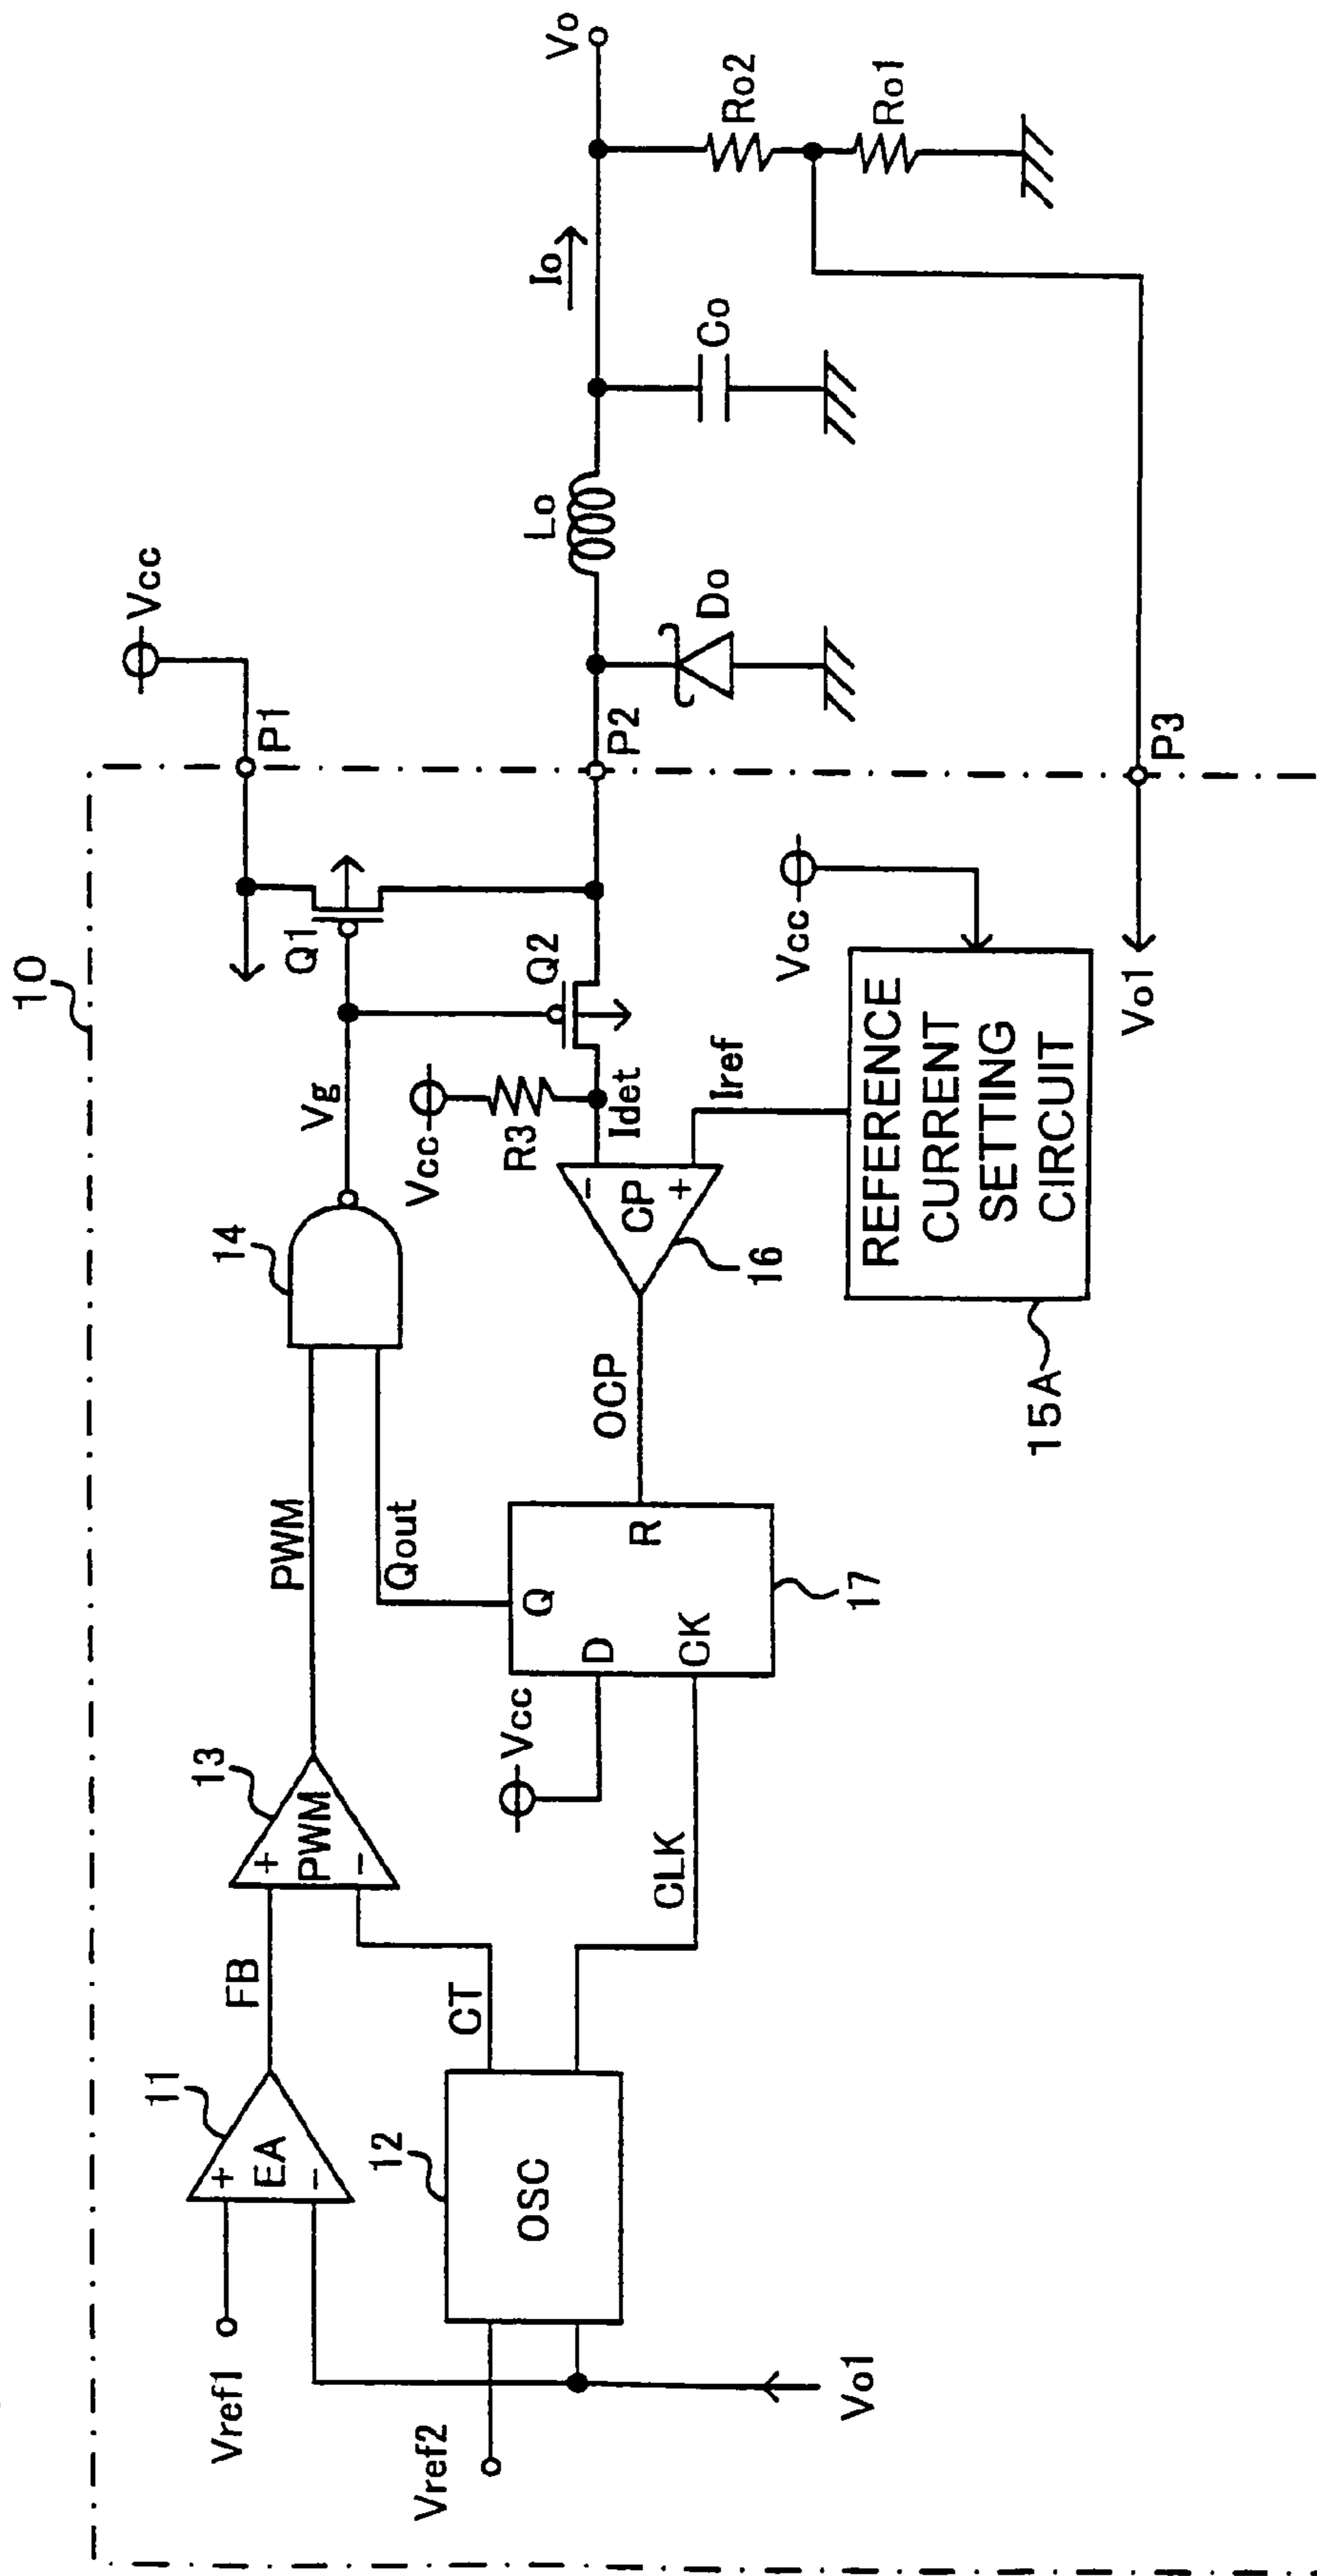 10
Vref1
+
EA
−
11
FB
+
PWM
−
13
PWM
14
Vg
Q1
P1
Vcc
Vref2
OSC
12
CT
CLK
Vcc
D
Q
CK
R
17
Qout
OCP
−
CP
+
16
Vcc
R3
Idet
Q2
P2
Do
Lo
Co
Io
Vo
Ro2
Ro1
Iref
REFERENCE
CURRENT
SETTING
CIRCUIT
15A
Vcc
Vo1
P3
Vo1